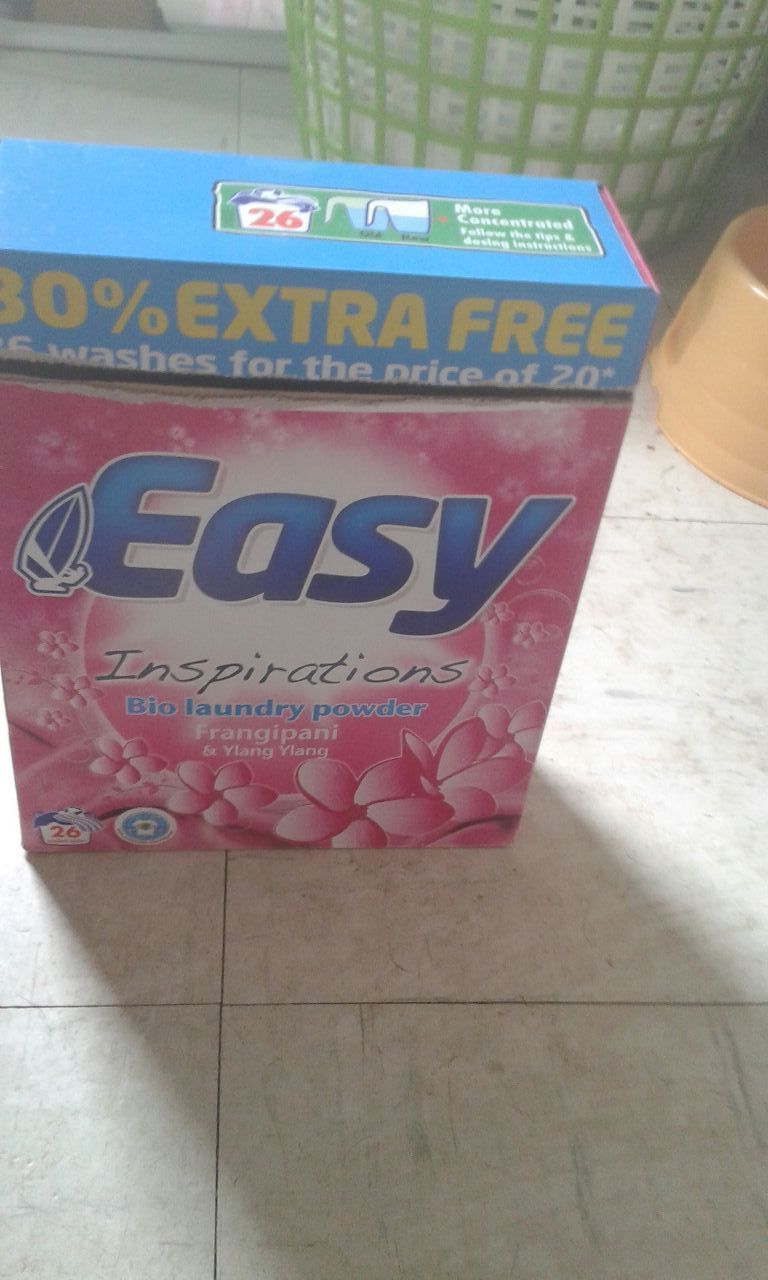 26
More
Concentrated
Follow the tips &
dosing instructions
30% EXTRA FREE
washes for the price of 20*
Easy
Inspirations
Bio laundry powder
Frangipani
& Ylang Ylang
26